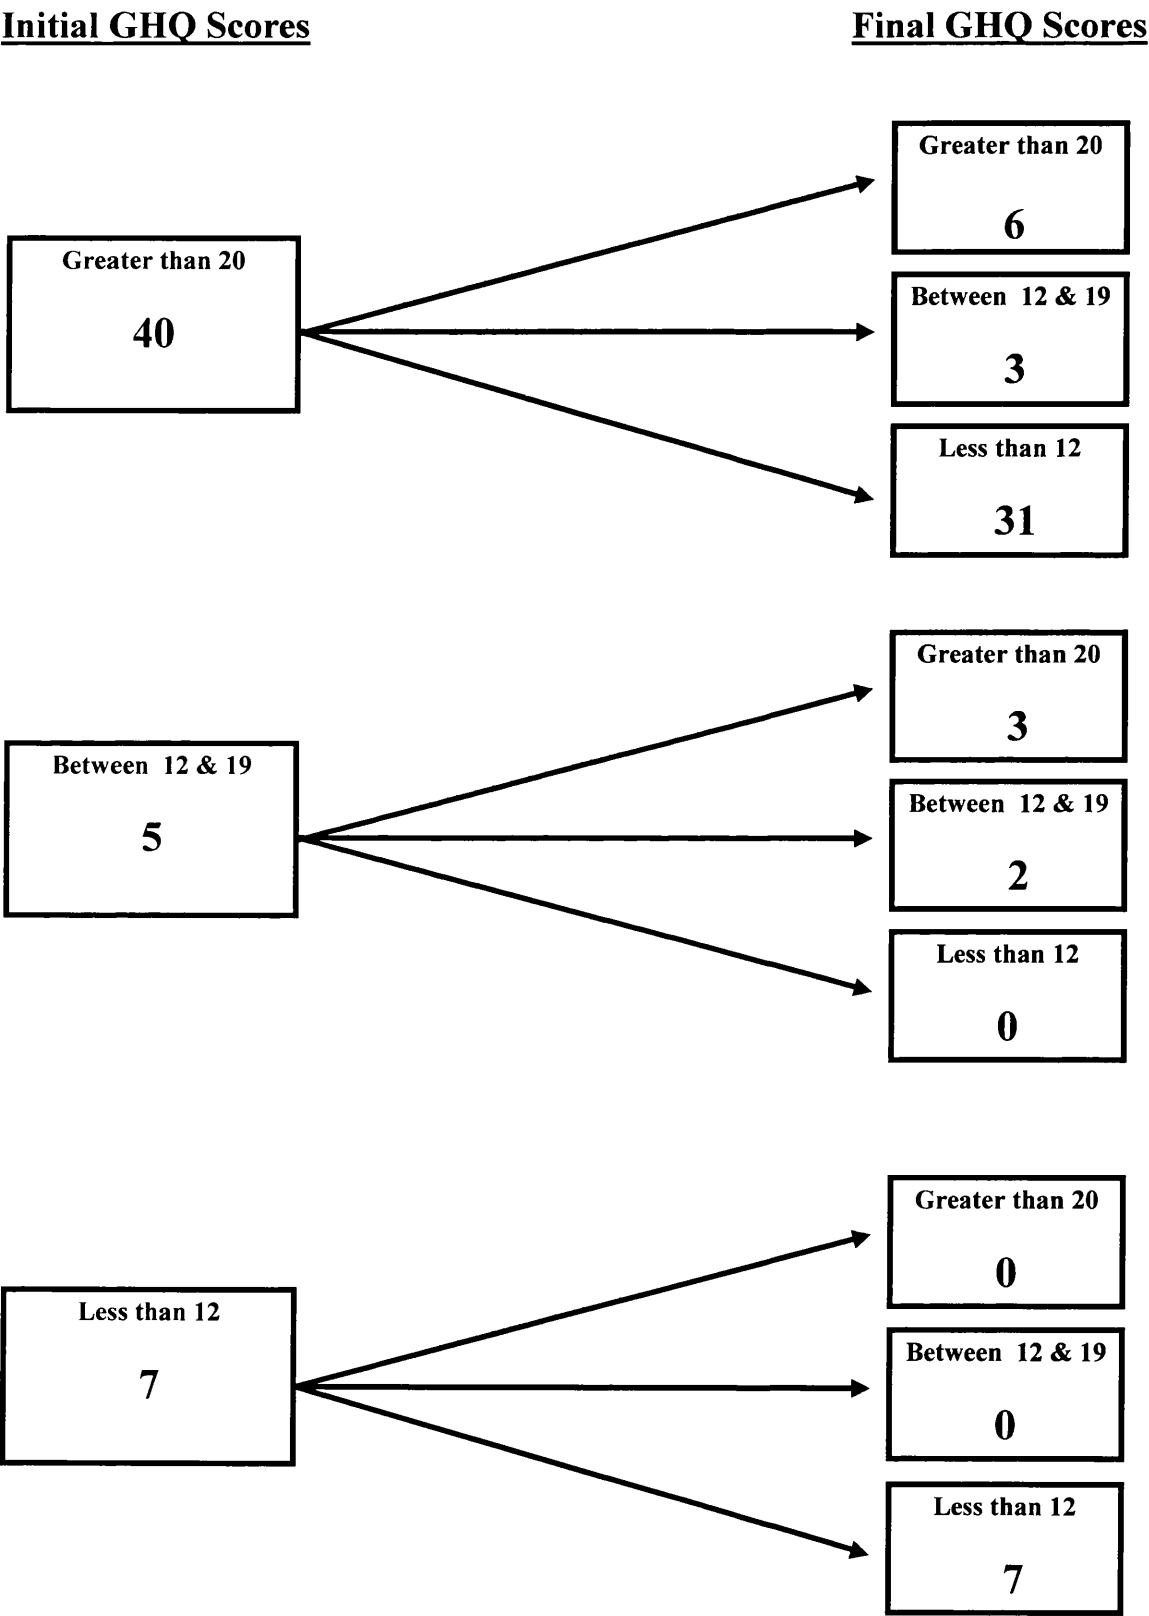 Initial GHQ Scores
Final GHQ Scores
Greater than 20
40
Greater than 20
6
Between 12 & 19
3
Less than 12
31
Between 12 & 19
5
Greater than 20
3
Between 12 & 19
2
Less than 12
0
Less than 12
7
Greater than 20
0
Between 12 & 19
0
Less than 12
7